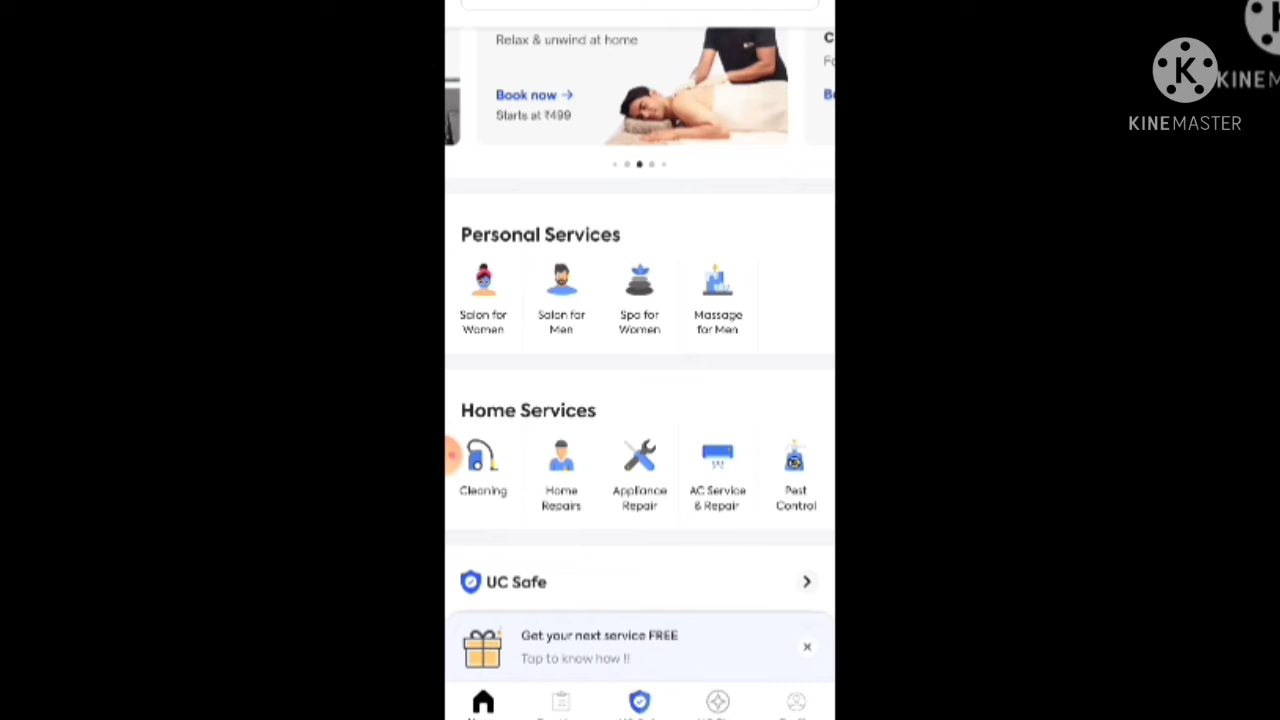 Relax & unwind at home
Book now →
Starts at ₹499
C
Fo
B
KINEM
KINEMASTER
Personal Services
Salon for
Women
Salon for
Men
Spa for
Women
Massage
for Men
Home Services
Cleaning
Home
Repairs
Appliance
Repair
AC Service
& Repair
Pest
Control
UC Safe
Get your next service FREE
Tap to know how !!